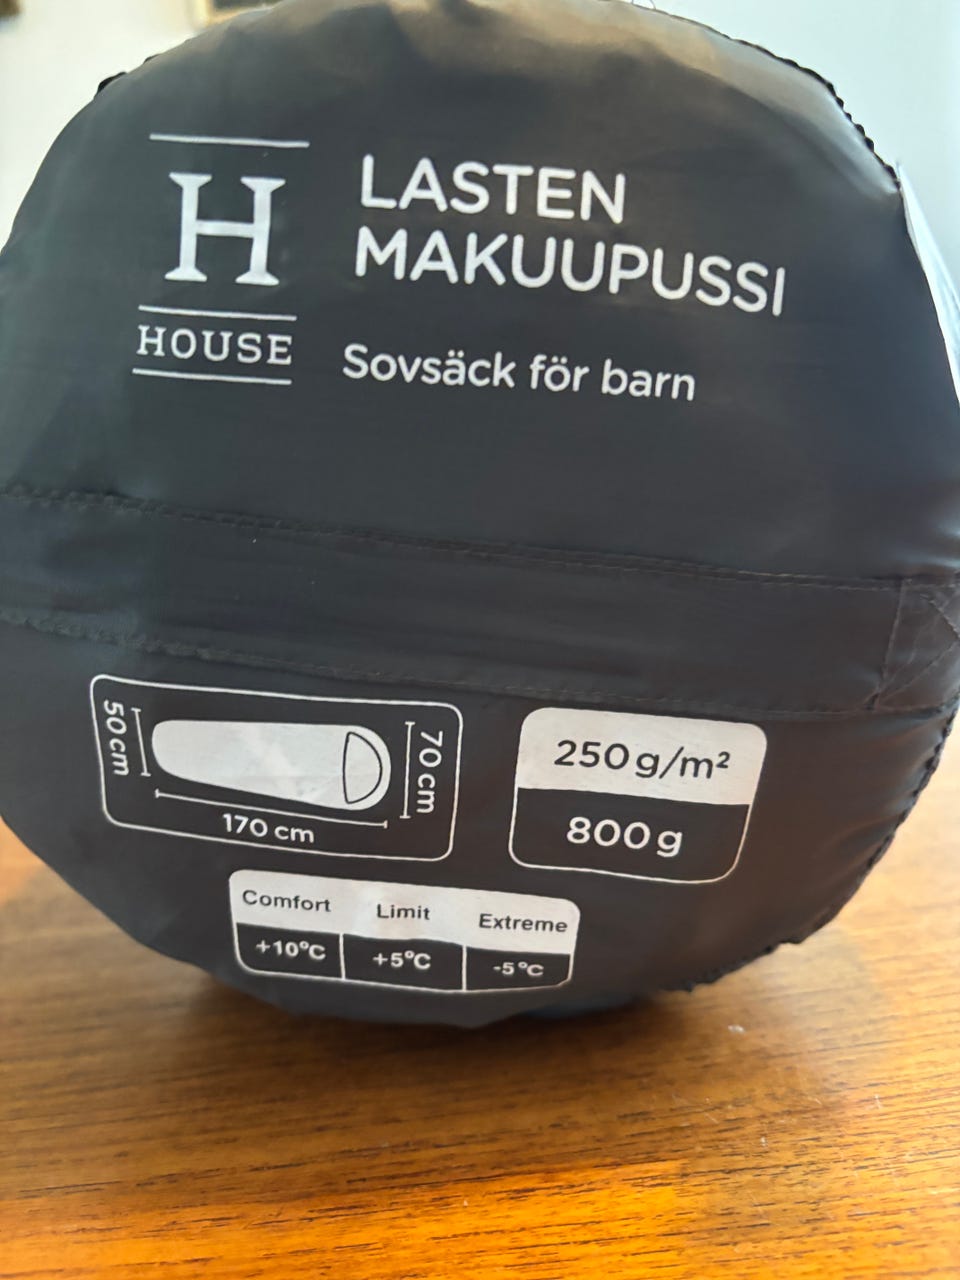 H
HOUSE
LASTEN
MAKUUPUSSI
Sovsäck för barn
50 cm
70 cm
170 cm
250 g/m²
800 g
Comfort Limit Extreme
+10°C +5°C -5°C